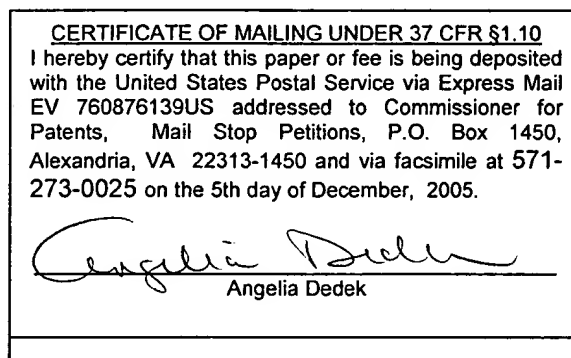 CERTIFICATE OF MAILING UNDER 37 CFR §1.10
I hereby certify that this paper or fee is being deposited
with the United States Postal Service via Express Mail
EV 760876139US addressed to Commissioner for
Patents, Mail Stop Petitions, P.O. Box 1450,
Alexandria, VA 22313-1450 and via facsimile at 571-
273-0025 on the 5th day of December, 2005.
Angelia Dedek
Angelia Dedek